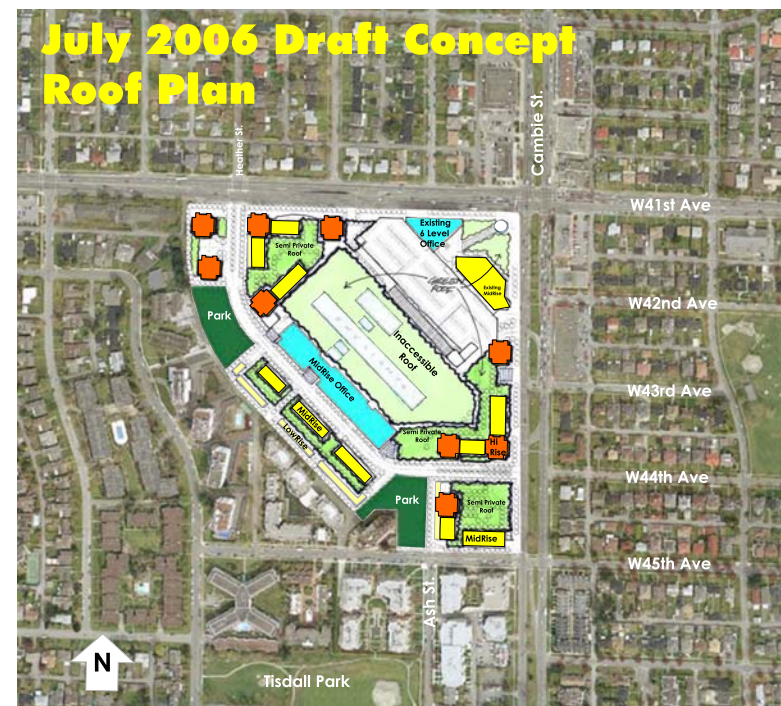 July 2006 Draft Concept
Roof Plan
Heather St.
Cambie St.
W41st Ave
Existing
6 Level
Office
Semi Private
Roof
GREEN
ROOF
Existing
MidRise
W42nd Ave
Park
Inaccessible
Roof
MidRise Office
W43rd Ave
MidRise
LowRise
Semi Private
Roof
Hi
Rise
W44th Ave
Park
Semi Private
Roof
MidRise
W45th Ave
Ash St.
N
Tisdall Park